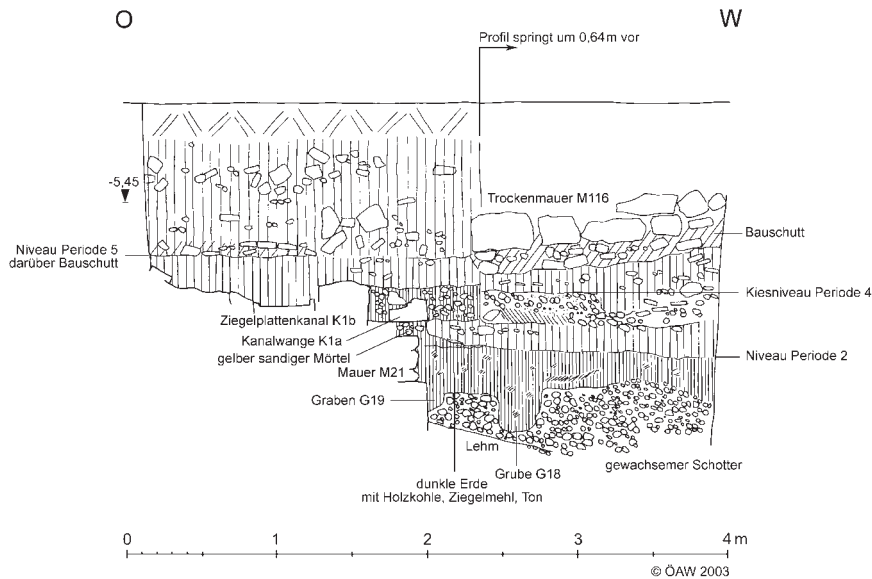 O
W
Profil springt um 0,64m vor
-5,45
Trockenmauer M116
Bauschutt
Niveau Periode 5
darüber Bauschutt
Kiesniveau Periode 4
Ziegelplattenkanal K1b
Kanalwange K1a
gelber sandiger Mörtel
Niveau Periode 2
Mauer M21
Graben G19
Lehm
gewachsemer Schotter
Grube G18
dunkle Erde
mit Holzkohle, Ziegelmehl, Ton
0 1 2 3 4 m
© ÖAW 2003